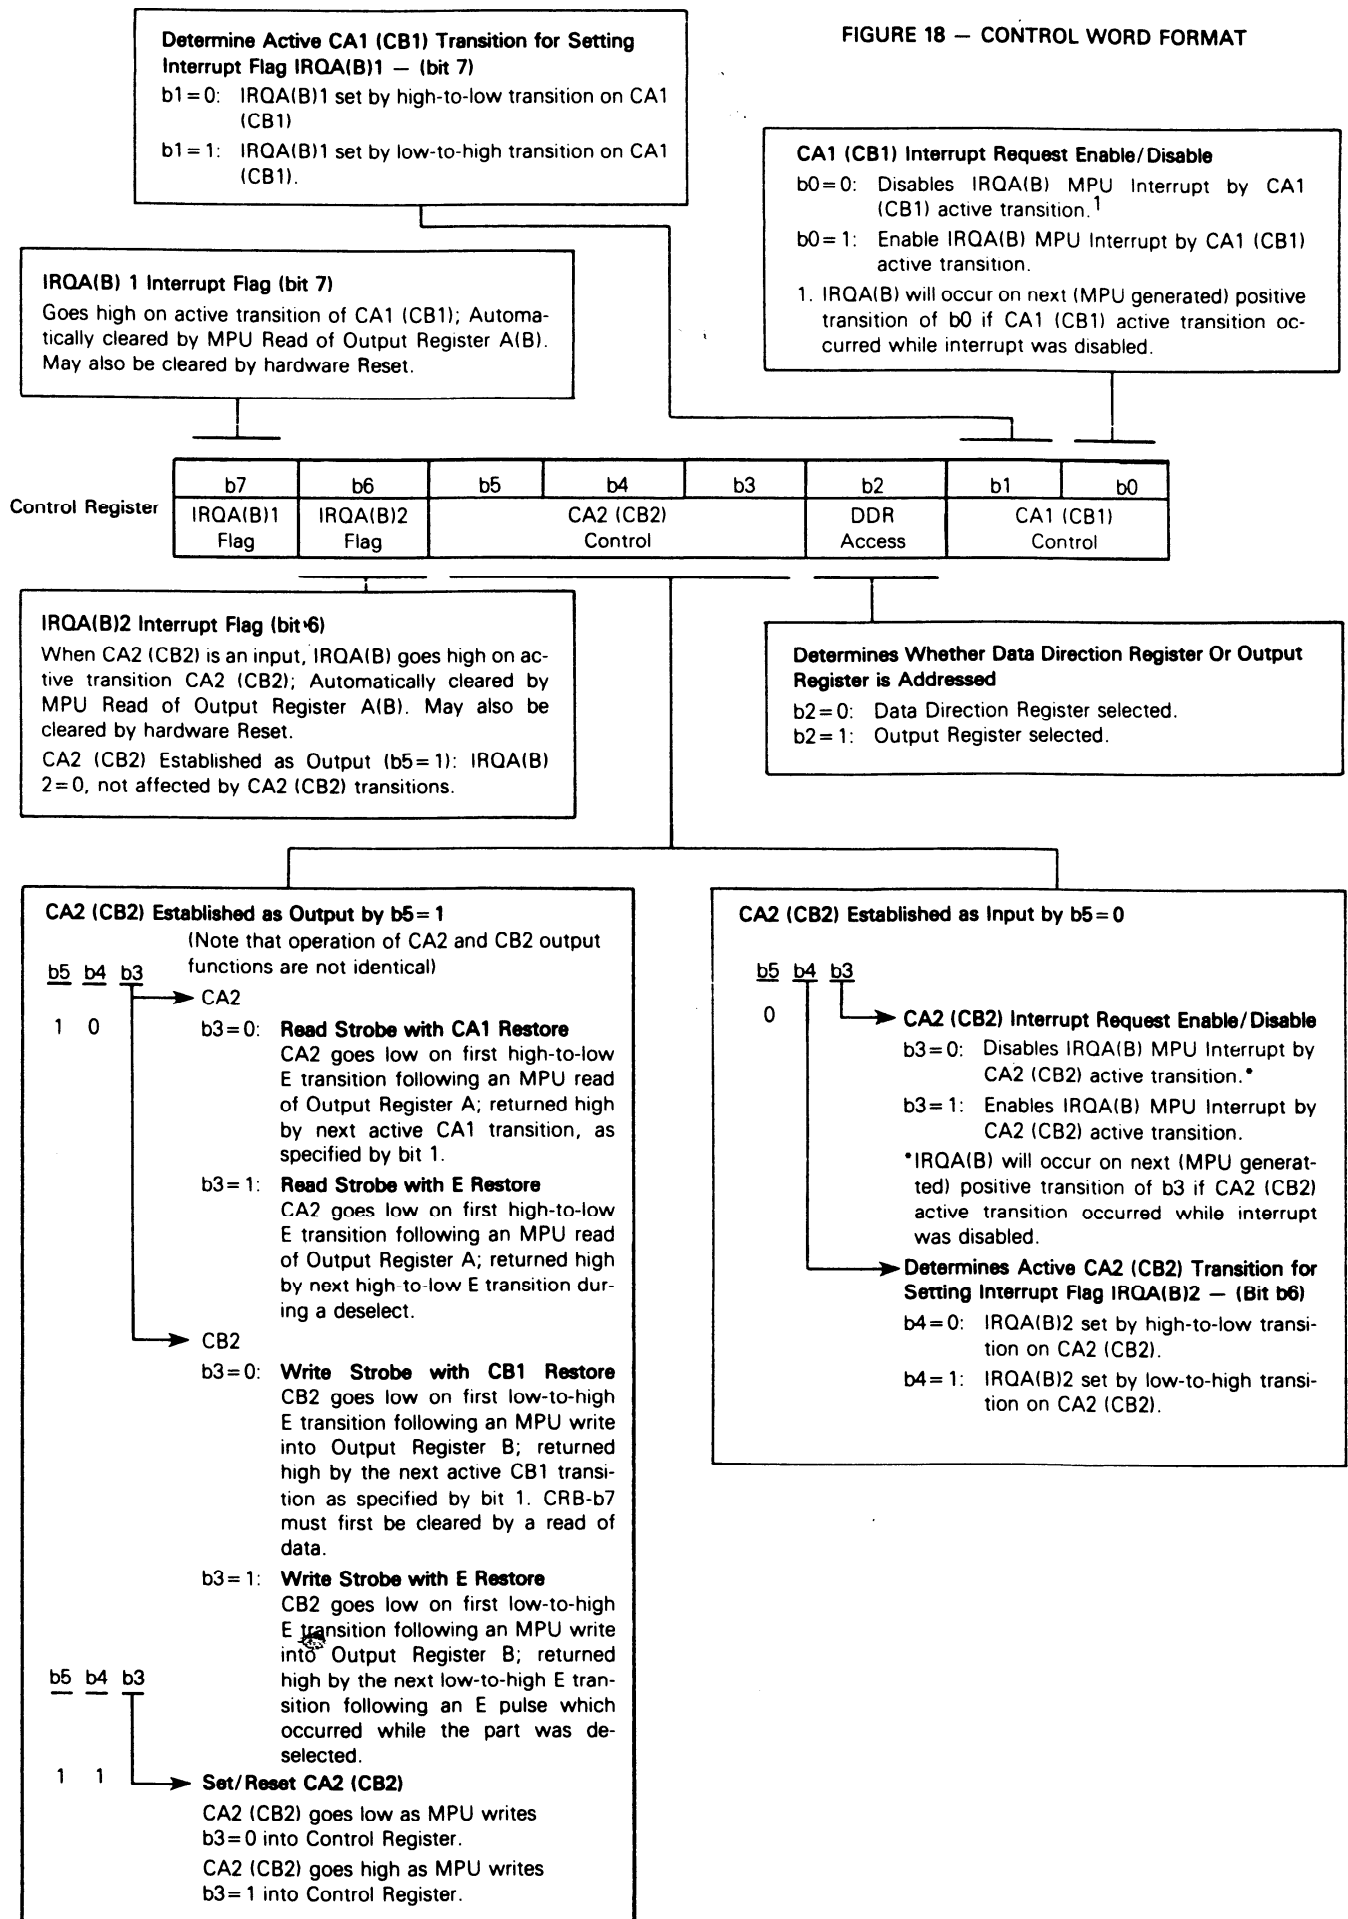 FIGURE 18 — CONTROL WORD FORMAT
Determine Active CA1 (CB1) Transition for Setting
Interrupt Flag IRQA(B)1 — (bit 7)
b1=0: IRQA(B)1 set by high-to-low transition on CA1
(CB1)
b1=1: IRQA(B)1 set by low-to-high transition on CA1
(CB1).
CA1 (CB1) Interrupt Request Enable/Disable
b0=0: Disables IRQA(B) MPU Interrupt by CA1
(CB1) active transition.1
b0=1: Enable IRQA(B) MPU Interrupt by CA1 (CB1)
active transition.
1. IRQA(B) will occur on next (MPU generated) positive
transition of b0 if CA1 (CB1) active transition oc-
curred while interrupt was disabled.
IRQA(B) 1 Interrupt Flag (bit 7)
Goes high on active transition of CA1 (CB1); Automa-
tically cleared by MPU Read of Output Register A(B).
May also be cleared by hardware Reset.
b7 b6 b5 b4 b3 b2 b1 b0
Control Register
IRQA(B)1 IRQA(B)2 CA2 (CB2) DDR CA1 (CB1)
Flag Flag Control Access Control
IRQA(B)2 Interrupt Flag (bit 6)
When CA2 (CB2) is an input, IRQA(B) goes high on ac-
tive transition CA2 (CB2); Automatically cleared by
MPU Read of Output Register A(B). May also be
cleared by hardware Reset.
CA2 (CB2) Established as Output (b5=1): IRQA(B)
2=0, not affected by CA2 (CB2) transitions.
Determines Whether Data Direction Register Or Output
Register is Addressed
b2=0: Data Direction Register selected.
b2=1: Output Register selected.
CA2 (CB2) Established as Output by b5=1
(Note that operation of CA2 and CB2 output
functions are not identical)
b5 b4 b3
CA2
1 0
b3=0: Read Strobe with CA1 Restore
CA2 goes low on first high-to-low
E transition following an MPU read
of Output Register A; returned high
by next active CA1 transition, as
specified by bit 1.
b3=1: Read Strobe with E Restore
CA2 goes low on first high-to-low
E transition following an MPU read
of Output Register A; returned high
by next high-to-low E transition dur-
ing a deselect.
CB2
b3=0: Write Strobe with CB1 Restore
CB2 goes low on first low-to-high
E transition following an MPU write
into Output Register B; returned
high by the next active CB1 transi-
tion as specified by bit 1. CRB-b7
must first be cleared by a read of
data.
b3=1: Write Strobe with E Restore
CB2 goes low on first low-to-high
E transition following an MPU write
into Output Register B; returned
high by the next low-to-high E tran-
sition following an E pulse which
occurred while the part was de-
selected.
b5 b4 b3
1 1
Set/Reset CA2 (CB2)
CA2 (CB2) goes low as MPU writes
b3=0 into Control Register.
CA2 (CB2) goes high as MPU writes
b3=1 into Control Register.
CA2 (CB2) Established as Input by b5=0
b5 b4 b3
0
CA2 (CB2) Interrupt Request Enable/Disable
b3=0: Disables IRQA(B) MPU Interrupt by
CA2 (CB2) active transition.*
b3=1: Enables IRQA(B) MPU Interrupt by
CA2 (CB2) active transition.
*IRQA(B) will occur on next (MPU generat-
ted) positive transition of b3 if CA2 (CB2)
active transition occurred while interrupt
was disabled.
Determines Active CA2 (CB2) Transition for
Setting Interrupt Flag IRQA(B)2 — (Bit b6)
b4=0: IRQA(B)2 set by high-to-low transi-
tion on CA2 (CB2).
b4=1: IRQA(B)2 set by low-to-high transi-
tion on CA2 (CB2).